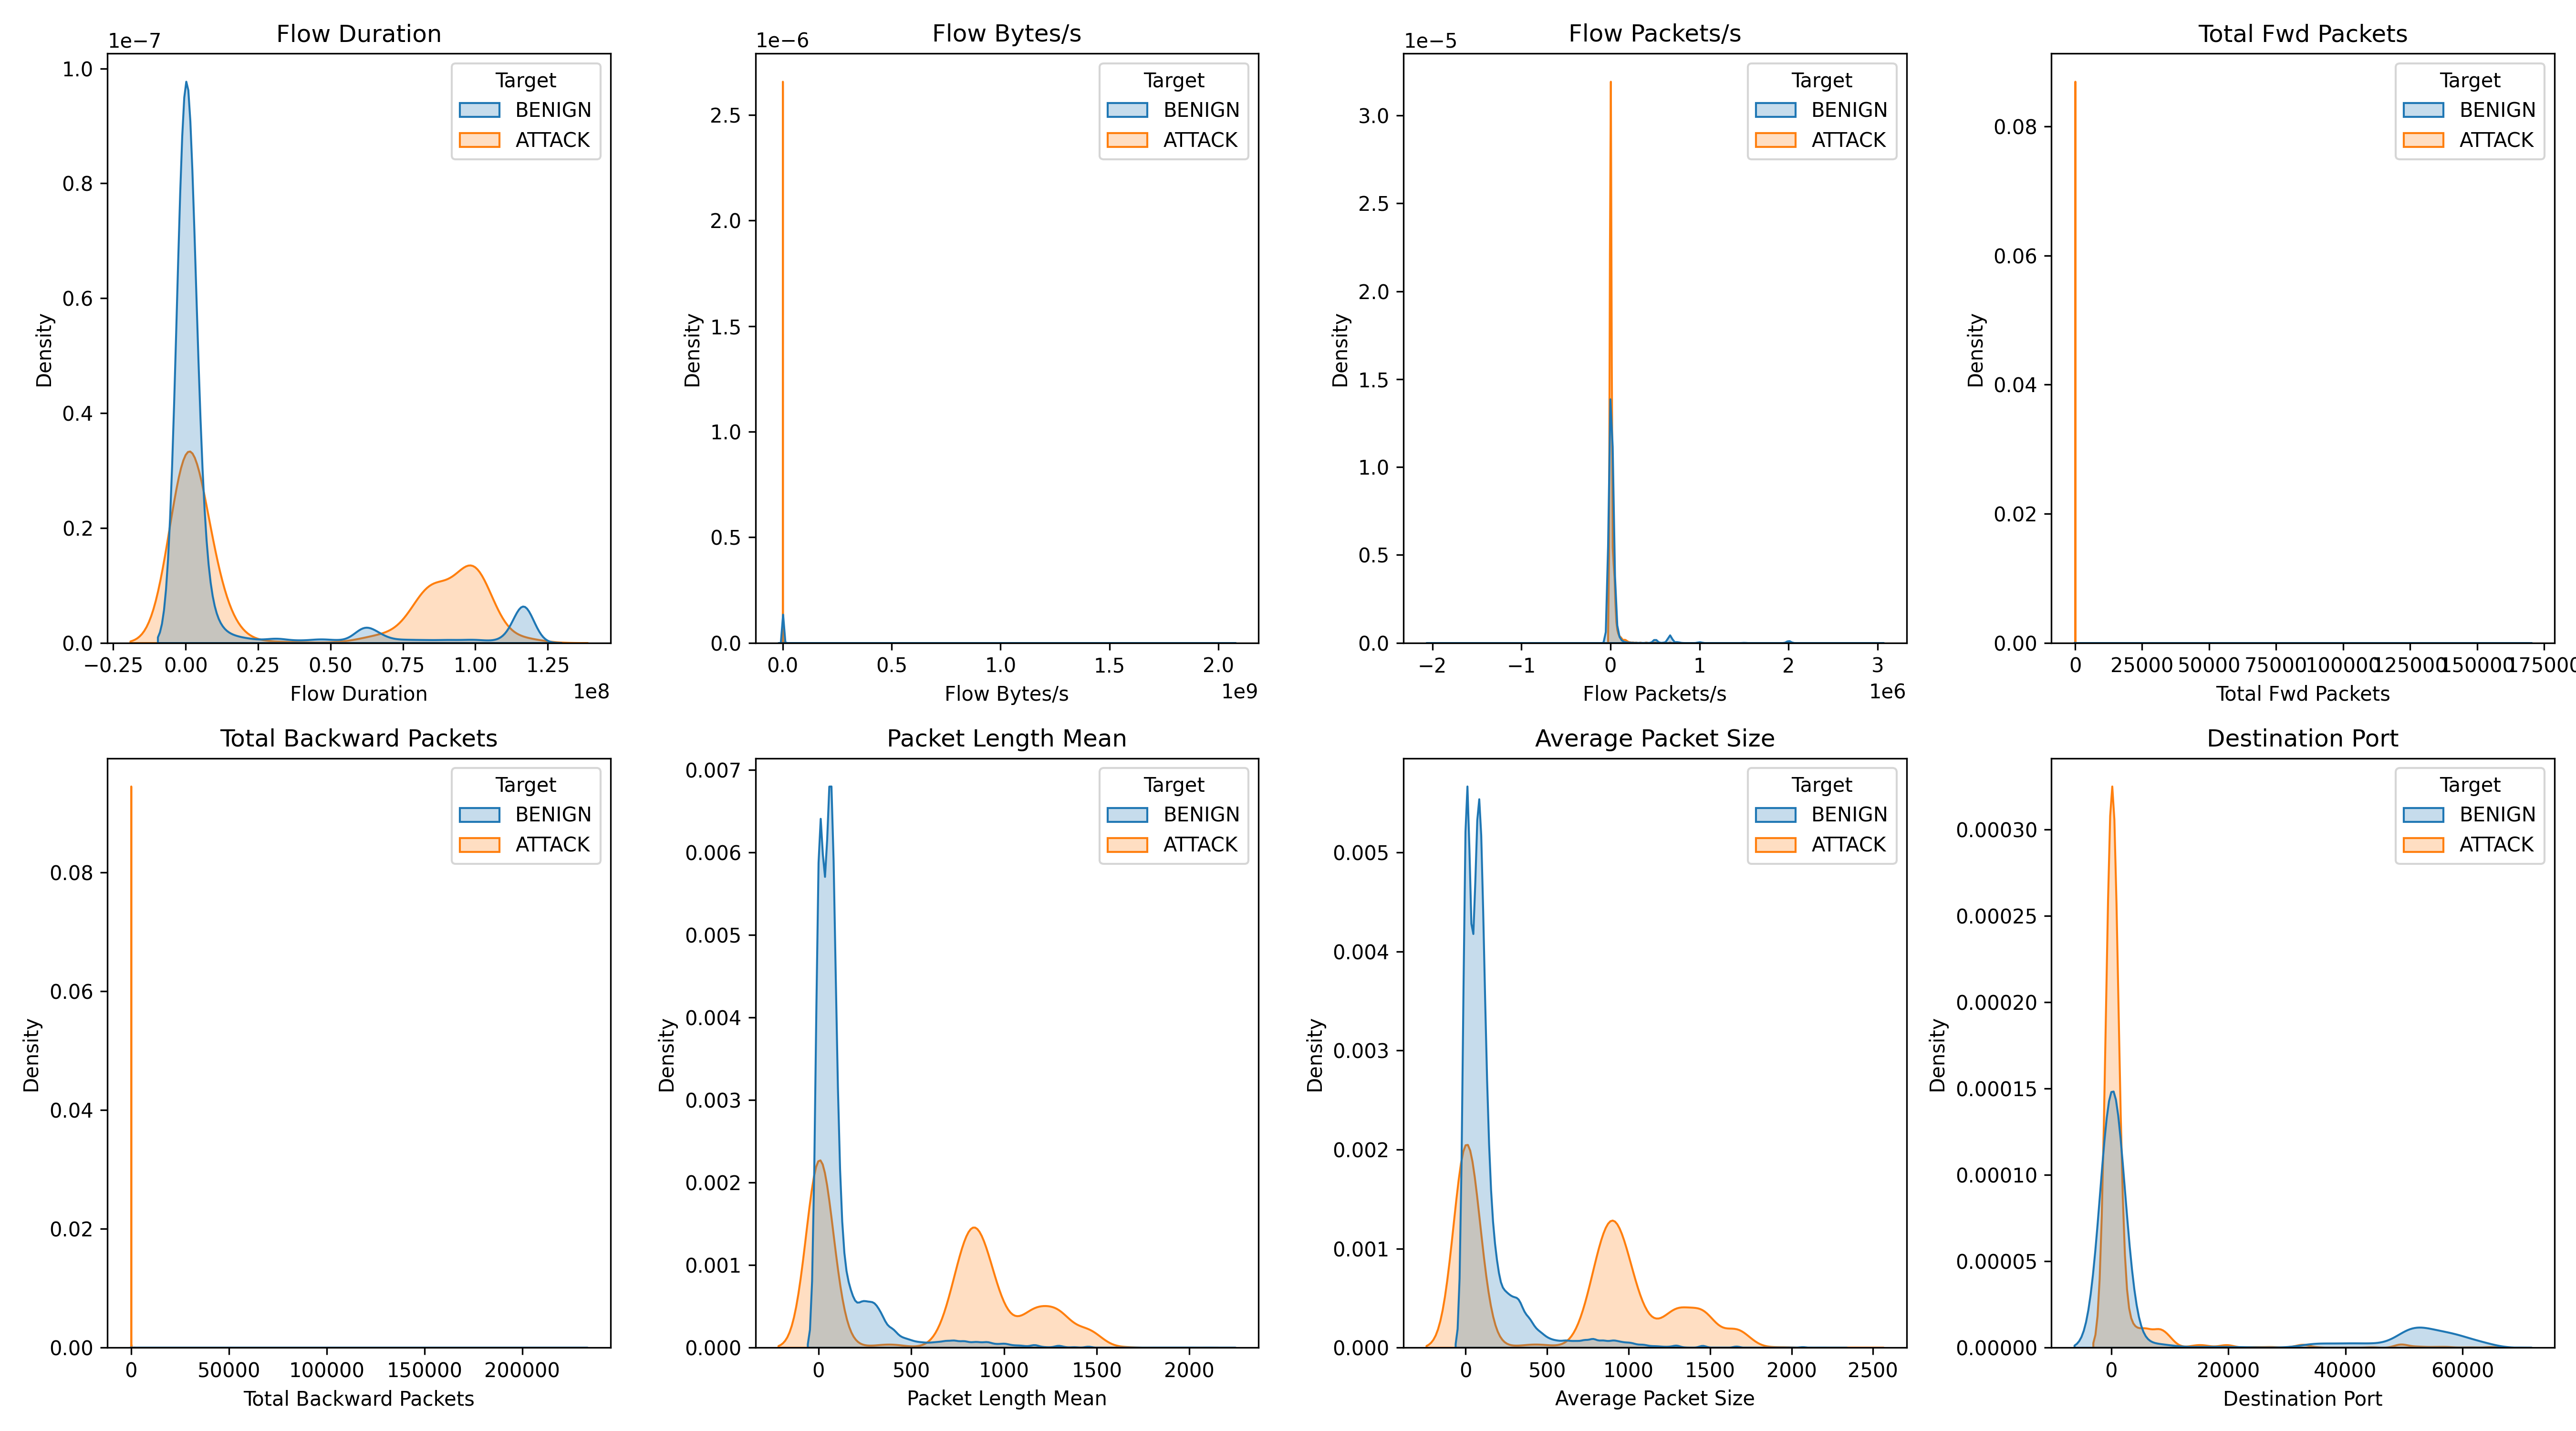 Flow Duration
1e−7
Target
BENIGN
ATTACK
1.0
0.8
0.6
0.4
0.2
0.0
Density
−0.25 0.00 0.25 0.50 0.75 1.00 1.25
1e8
Flow Duration
Flow Bytes/s
1e−6
Target
BENIGN
ATTACK
2.5
2.0
1.5
1.0
0.5
0.0
Density
0.0 0.5 1.0 1.5 2.0
1e9
Flow Bytes/s
Flow Packets/s
1e−5
Target
BENIGN
ATTACK
3.0
2.5
2.0
1.5
1.0
0.5
0.0
Density
−2 −1 0 1 2 3
1e6
Flow Packets/s
Total Fwd Packets
Target
BENIGN
ATTACK
0.08
0.06
0.04
0.02
0.00
Density
0 25000 50000 75000 100000 125000 150000 175000
Total Fwd Packets
Total Backward Packets
Target
BENIGN
ATTACK
0.08
0.06
0.04
0.02
0.00
Density
0 50000 100000 150000 200000
Total Backward Packets
Packet Length Mean
Target
BENIGN
ATTACK
0.007
0.006
0.005
0.004
0.003
0.002
0.001
0.000
Density
0 500 1000 1500 2000
Packet Length Mean
Average Packet Size
Target
BENIGN
ATTACK
0.005
0.004
0.003
0.002
0.001
0.000
Density
0 500 1000 1500 2000 2500
Average Packet Size
Destination Port
Target
BENIGN
ATTACK
0.00030
0.00025
0.00020
0.00015
0.00010
0.00005
0.00000
Density
0 20000 40000 60000
Destination Port